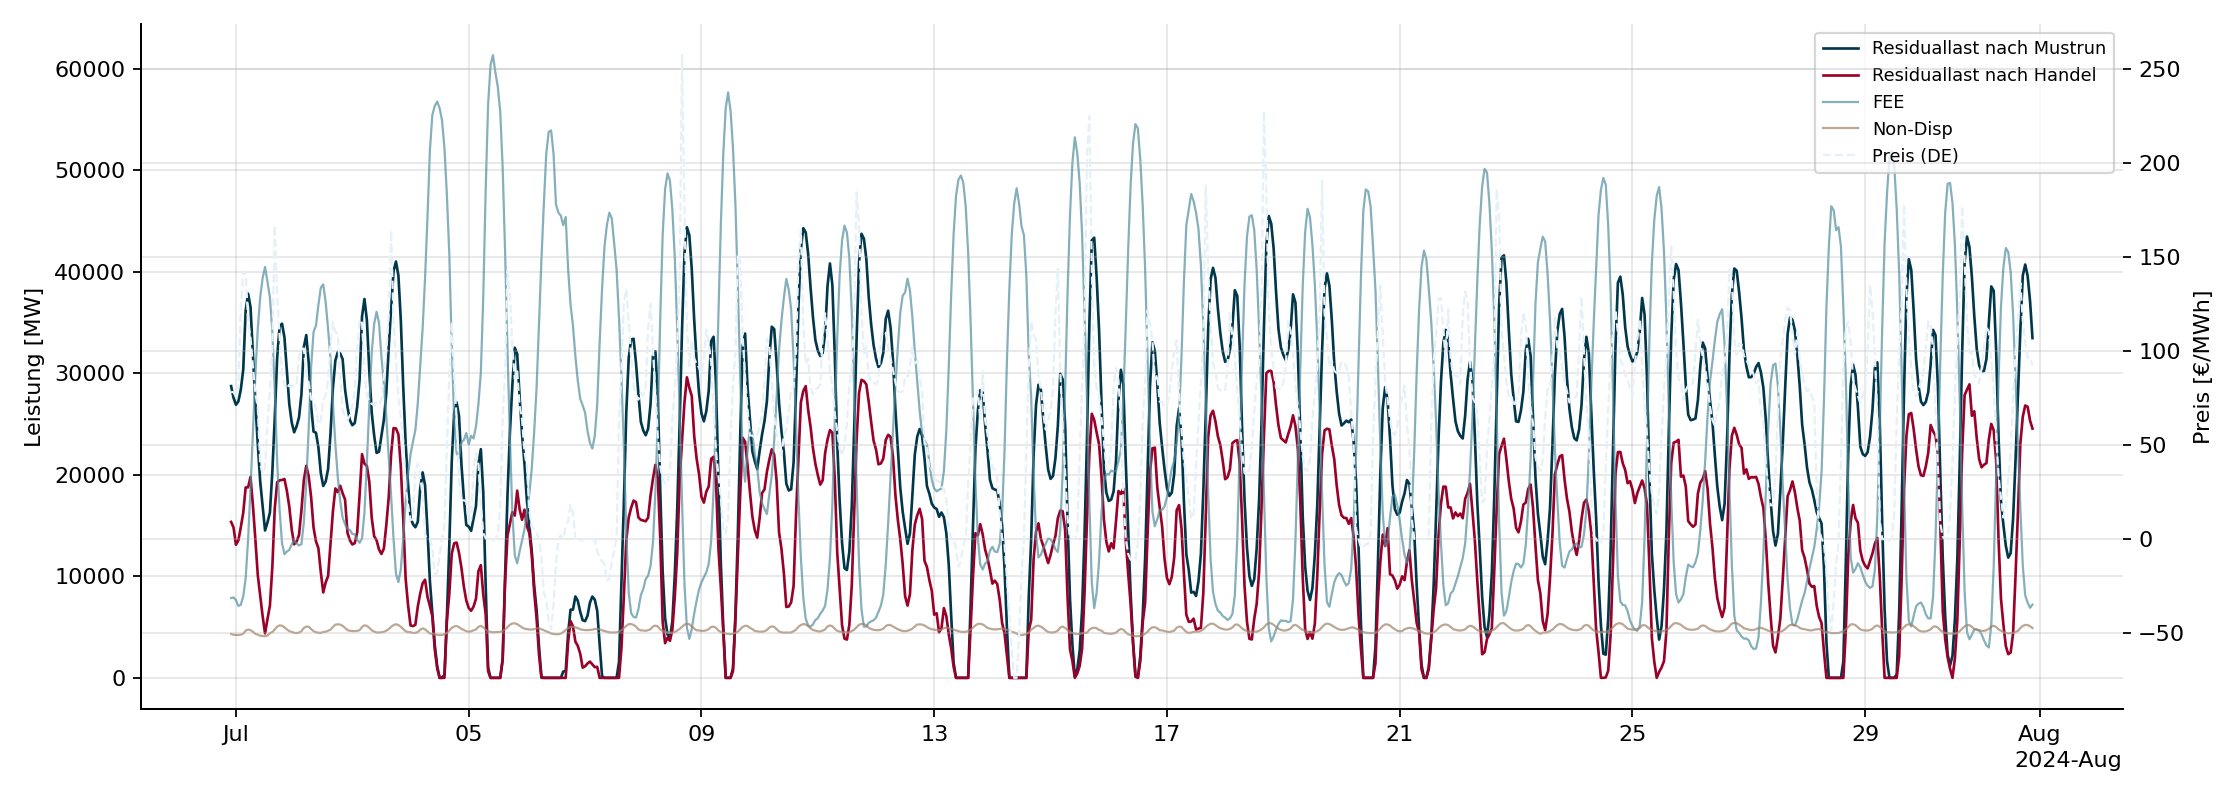 Residuallast nach Mustrun
Residuallast nach Handel
FEE
Non-Disp
Preis (DE)
Leistung [MW]
60000
50000
40000
30000
20000
10000
0
Preis [€/MWh]
250
200
150
100
50
0
−50
Jul
05
09
13
17
21
25
29
Aug
2024-Aug